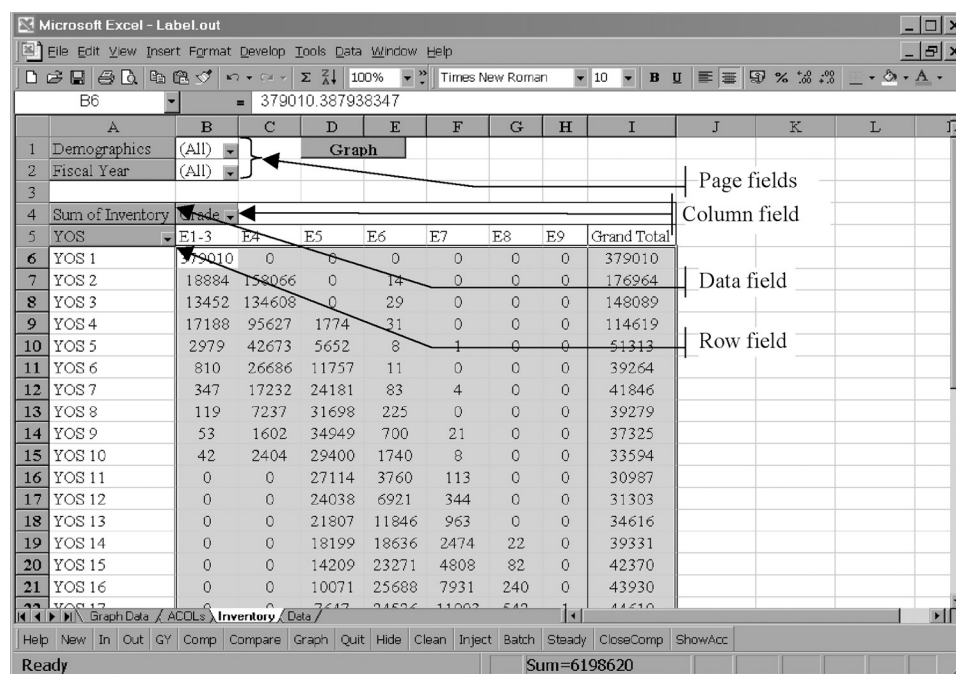 Microsoft Excel - Label.out
File Edit View Insert Format Develop Tools Data Window Help
100% Times New Roman 10 B U
B6 = 379010.387938347
A B C D E F G H I J K L
1 Demographics (All) Graph
2 Fiscal Year (All) Page fields
3
4 Sum of Inventory Grade Column field
5 YOS E1-3 E4 E5 E6 E7 E8 E9 Grand Total
6 YOS 1 379010 0 0 0 0 0 0 379010
7 YOS 2 18884 158066 0 14 0 0 0 176964 Data field
8 YOS 3 13452 134608 0 29 0 0 0 148089
9 YOS 4 17188 95627 1774 31 0 0 0 114619
10 YOS 5 2979 42673 5652 8 1 0 0 51313 Row field
11 YOS 6 810 26686 11757 11 0 0 0 39264
12 YOS 7 347 17232 24181 83 4 0 0 41846
13 YOS 8 119 7237 31698 225 0 0 0 39279
14 YOS 9 53 1602 34949 700 21 0 0 37325
15 YOS 10 42 2404 29400 1740 8 0 0 33594
16 YOS 11 0 0 27114 3760 113 0 0 30987
17 YOS 12 0 0 24038 6921 344 0 0 31303
18 YOS 13 0 0 21807 11846 963 0 0 34616
19 YOS 14 0 0 18199 18636 2474 22 0 39331
20 YOS 15 0 0 14209 23271 4808 82 0 42370
21 YOS 16 0 0 10071 25688 7931 240 0 43930
Graph Data ACOLs Inventory Data
Help New In Out GY Comp Compare Graph Quit Hide Clean Inject Batch Steady CloseComp ShowAcc
Ready Sum=6198620